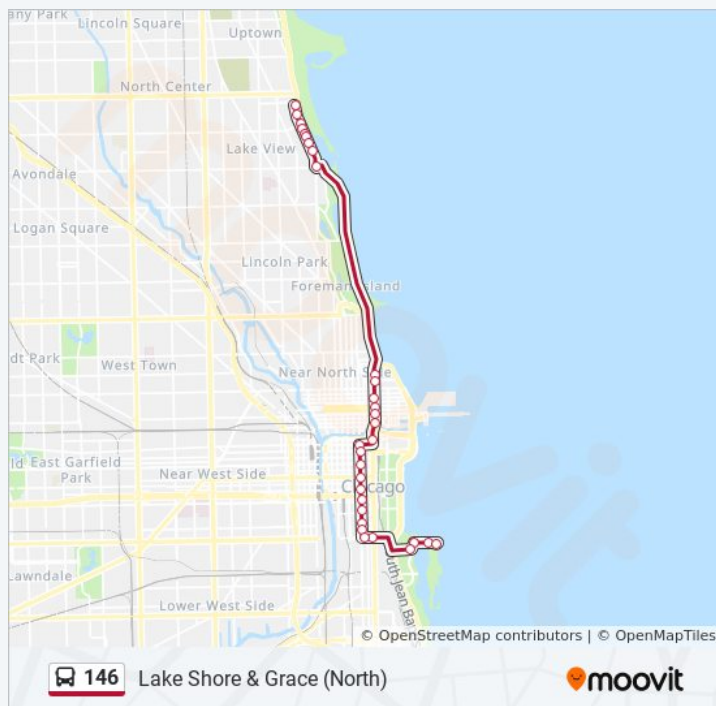 any Park
Lincoln Square
Uptown
North Center
Lake View
Avondale
Logan Square
Lincoln Park
Foreman Island
dt Park
West Town
Near North Side
East Garfield
Park
Near West Side
Chicago
Lawndale
Lower West Side
outh Jean Ba
© OpenStreetMap contributors | © OpenMapTiles
146
Lake Shore & Grace (North)
moovit